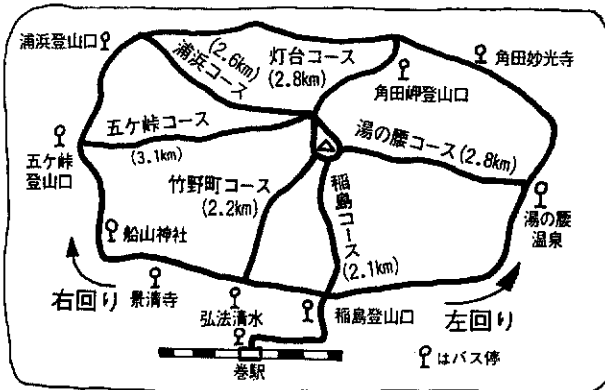 浦浜登山口
(2.6km)
浦浜コース
灯台コース
(2.8km)
角田妙光寺
角田岬登山口
五ケ峠コース
(3.1km)
五ケ峠
登山口
湯の腰コース(2.8km)
竹野町コース
(2.2km)
稲島コース
(2.1km)
湯の腰
温泉
船山神社
右回り
景清寺
弘法清水
稲島登山口
左回り
巻駅
はバス停